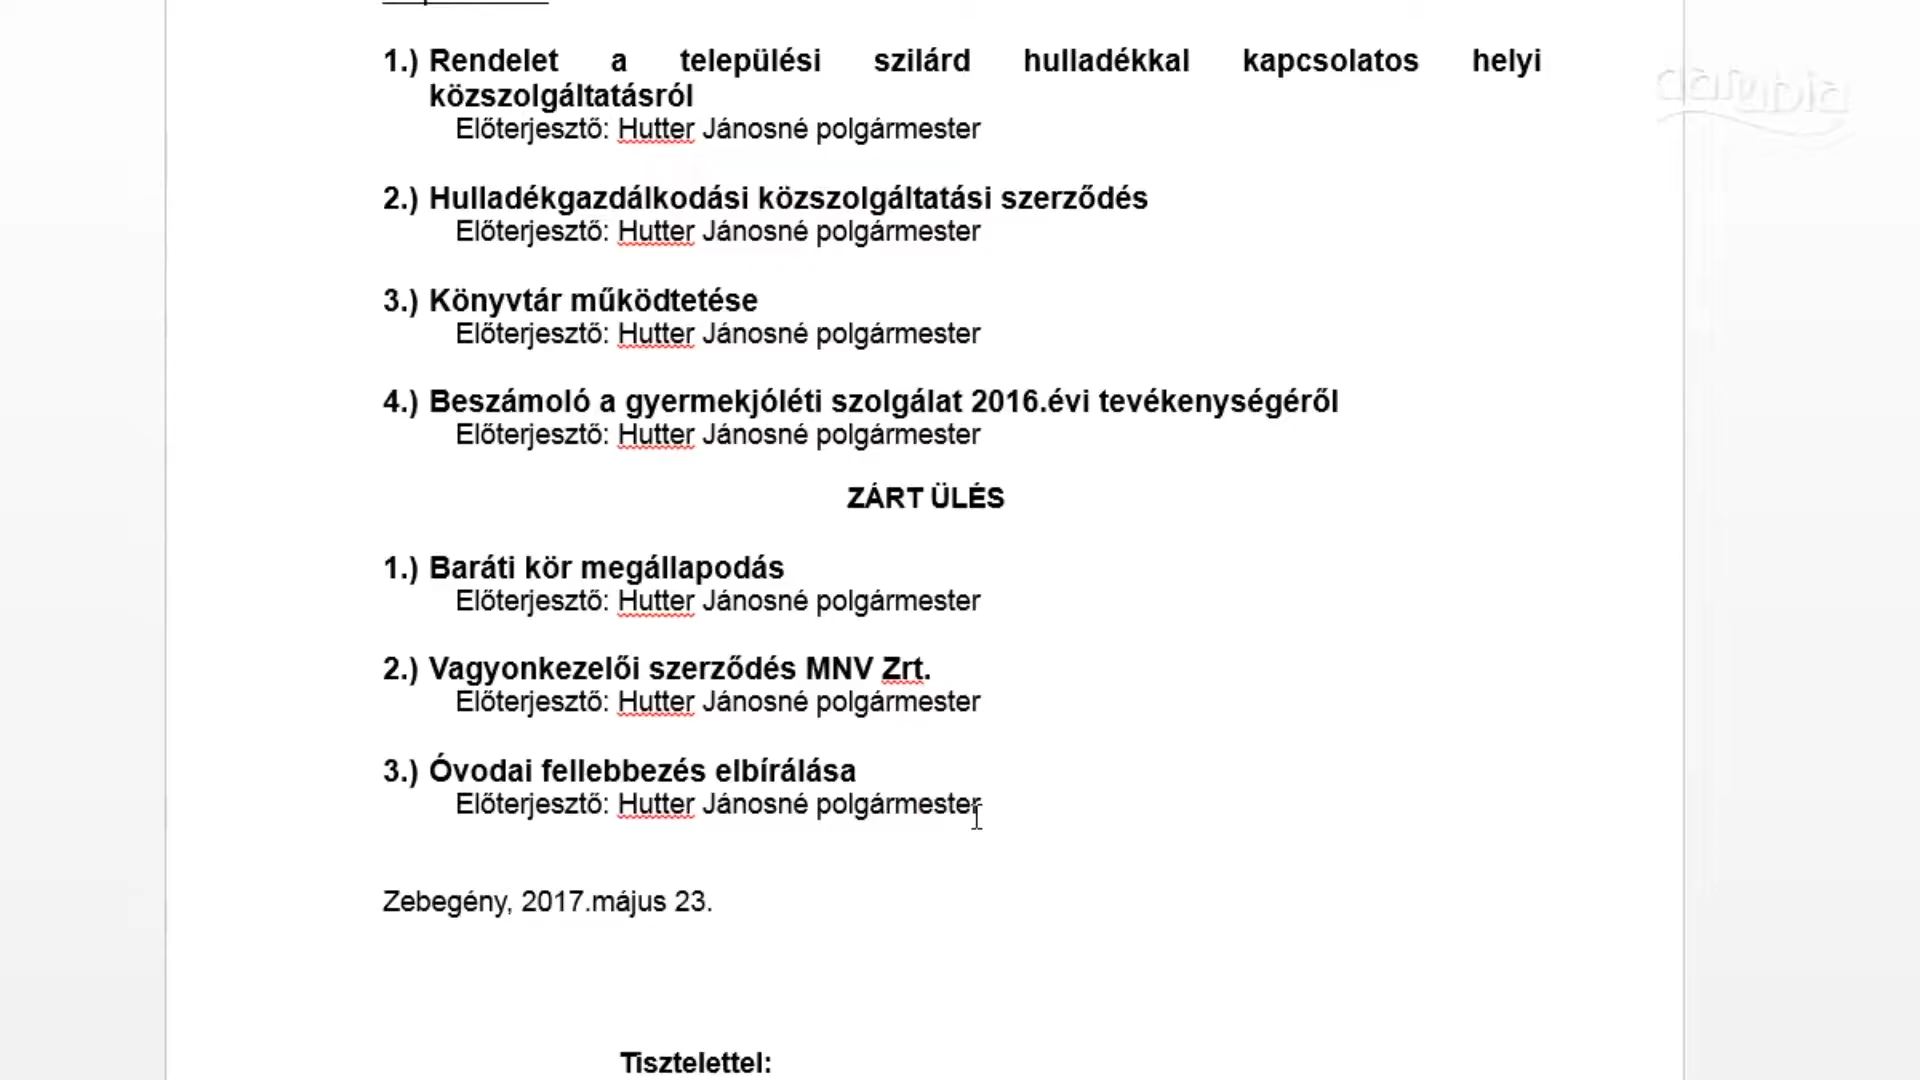 1.) Rendelet a települési szilárd hulladékkal kapcsolatos helyi
közszolgáltatásról
Előterjesztő: Hutter Jánosné polgármester
2.) Hulladékgazdálkodási közszolgáltatási szerződés
Előterjesztő: Hutter Jánosné polgármester
3.) Könyvtár működtetése
Előterjesztő: Hutter Jánosné polgármester
4.) Beszámoló a gyermekjóléti szolgálat 2016.évi tevékenységéről
Előterjesztő: Hutter Jánosné polgármester
ZÁRT ÜLÉS
1.) Baráti kör megállapodás
Előterjesztő: Hutter Jánosné polgármester
2.) Vagyonkezelői szerződés MNV Zrt.
Előterjesztő: Hutter Jánosné polgármester
3.) Óvodai fellebbezés elbírálása
Előterjesztő: Hutter Jánosné polgármester
Zebegény, 2017.május 23.
Tisztelettel:
danubia